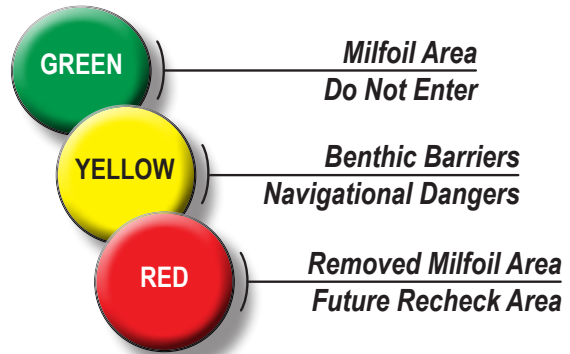 GREEN
Milfoil Area
Do Not Enter
YELLOW
Benthic Barriers
Navigational Dangers
RED
Removed Milfoil Area
Future Recheck Area